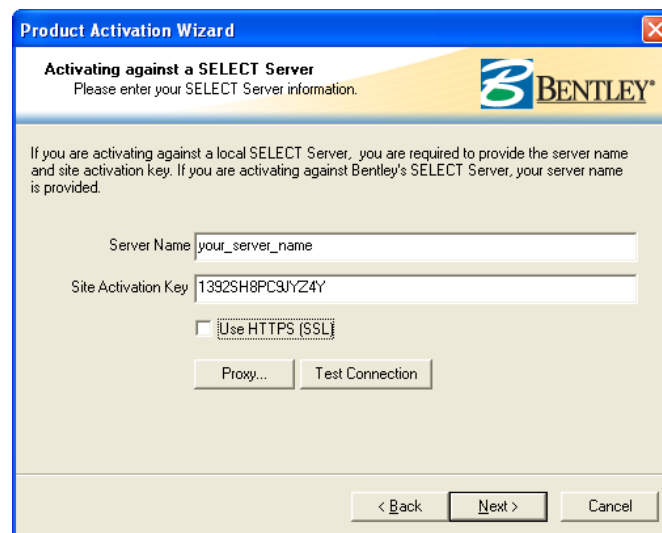 Product Activation Wizard
Activating against a SELECT Server
Please enter your SELECT Server information.
BENTLEY®
If you are activating against a local SELECT Server, you are required to provide the server name
and site activation key. If you are activating against Bentley's SELECT Server, your server name
is provided.
Server Name your_server_name
Site Activation Key 1392SH8PC9JYZ4Y
Use HTTPS (SSL)
Proxy... Test Connection
< Back Next > Cancel